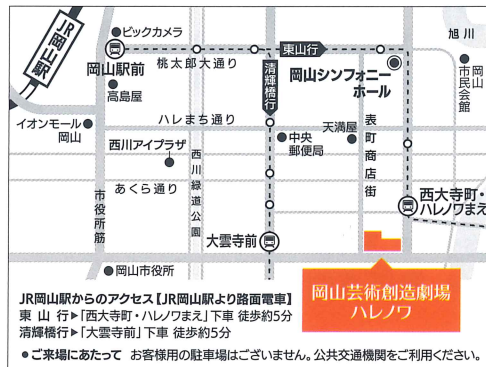 JR岡山駅
ビックカメラ
岡山駅前
東山行
旭川
桃太郎大通り
清輝橋行
岡山シンフォニー
ホール
岡山
市民会館
高島屋
イオンモール
岡山
ハレまち通り
天満屋
表町商店街
中央
郵便局
西川アイプラザ
西川緑道公園
あくら通り
市役所筋
西大寺町・
ハレノワまえ
大雲寺前
岡山市役所
岡山芸術創造劇場
ハレノワ
JR岡山駅からのアクセス【JR岡山駅より路面電車】
東山行▶「西大寺町・ハレノワまえ」下車 徒歩約5分
清輝橋行▶「大雲寺前」下車 徒歩約5分
●ご来場にあたって お客様用の駐車場はございません。公共交通機関をご利用ください。